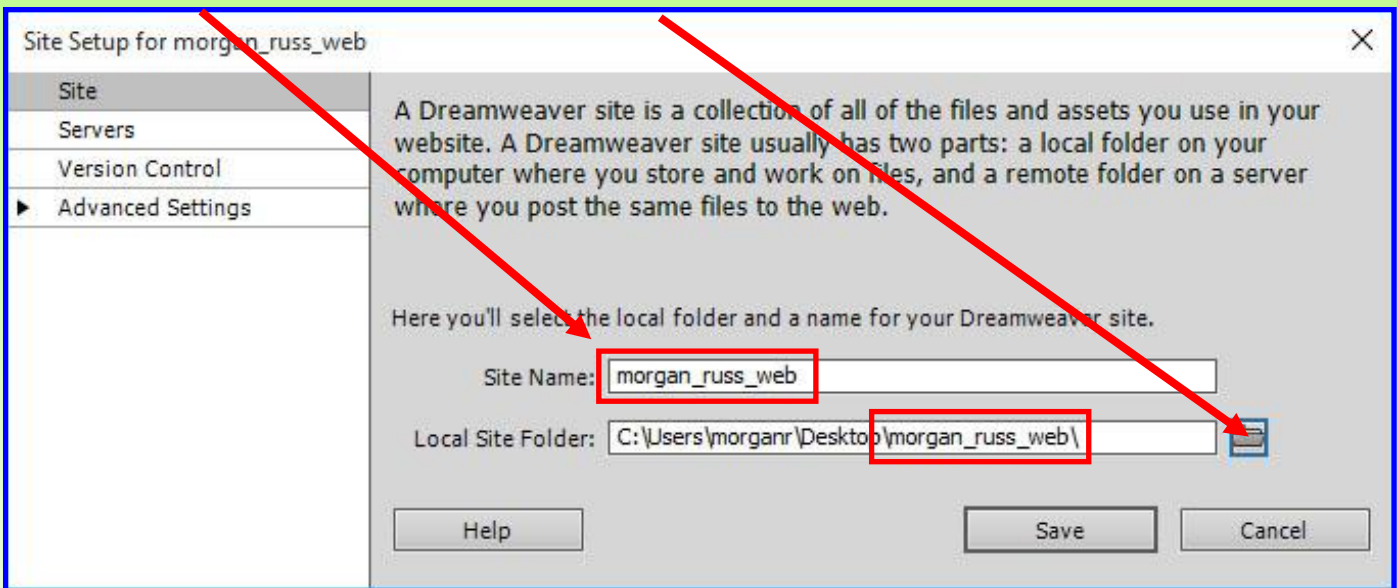 Site Setup for morgan_russ_web
Site
Servers
Version Control
Advanced Settings
A Dreamweaver site is a collection of all of the files and assets you use in your
website. A Dreamweaver site usually has two parts: a local folder on your
computer where you store and work on files, and a remote folder on a server
where you post the same files to the web.
Here you'll select the local folder and a name for your Dreamweaver site.
Site Name: morgan_russ_web
Local Site Folder: C:\Users\morganr\Desktop\morgan_russ_web\
Help Save Cancel